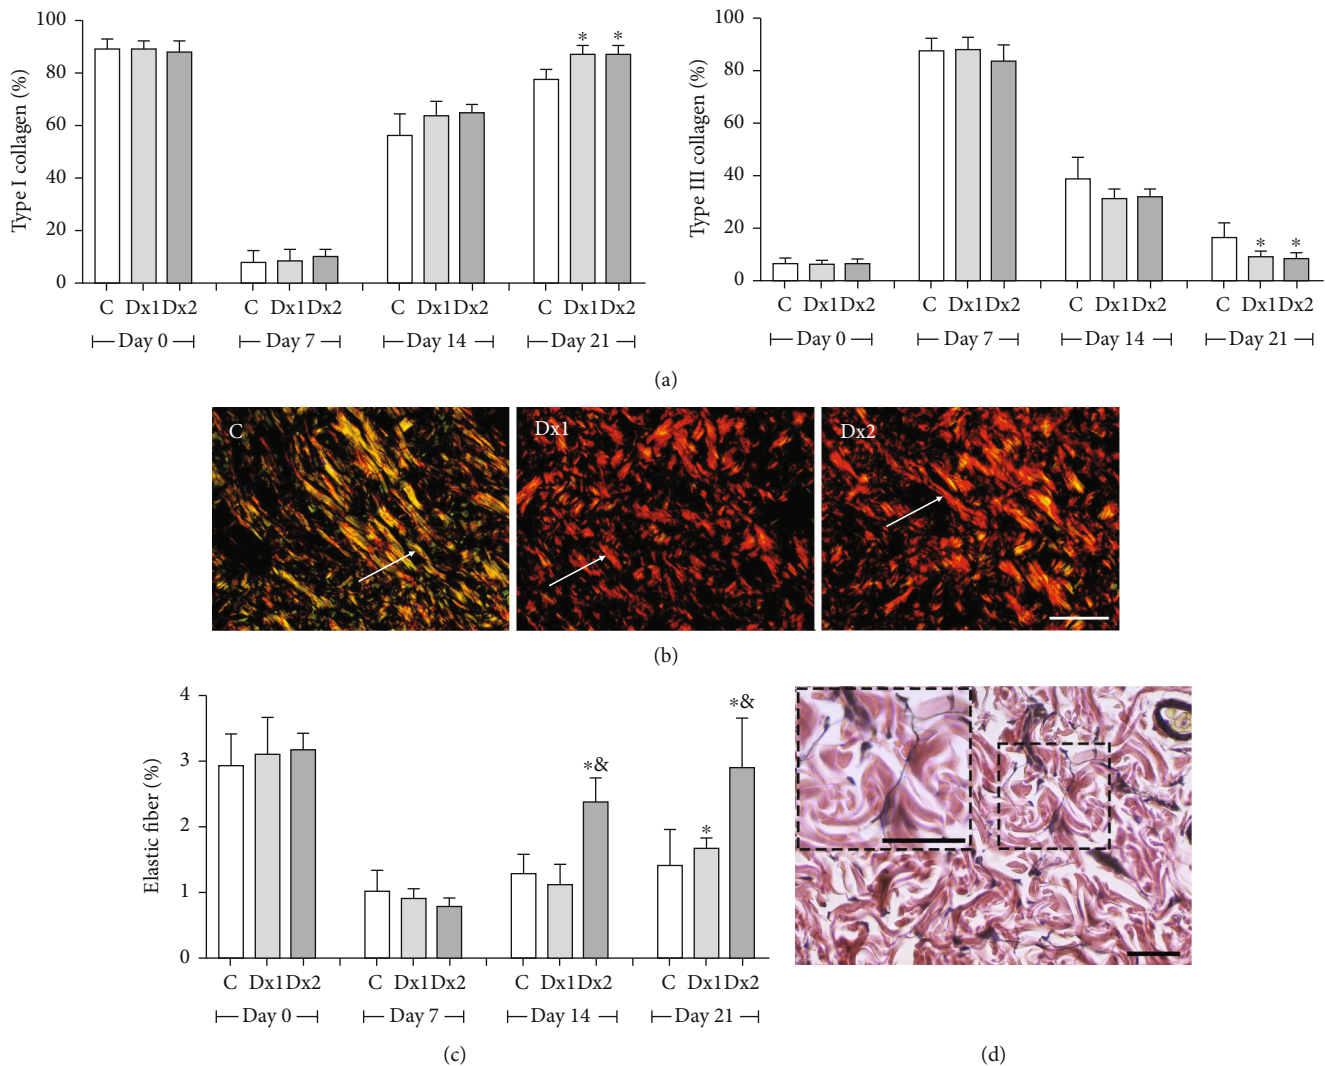 100
80
60
40
20
0
Type I collagen (%)
* *
C Dx1Dx2 C Dx1Dx2 C Dx1Dx2 C Dx1Dx2
Day 0 Day 7 Day 14 Day 21
100
80
60
40
20
0
Type III collagen (%)
* *
C Dx1Dx2 C Dx1Dx2 C Dx1Dx2 C Dx1Dx2
Day 0 Day 7 Day 14 Day 21
(a)
C
Dx1
Dx2
(b)
4
3
2
1
0
Elastic fiber (%)
*&
*
*&
C Dx1Dx2 C Dx1Dx2 C Dx1Dx2 C Dx1Dx2
Day 0 Day 7 Day 14 Day 21
(c)
(d)